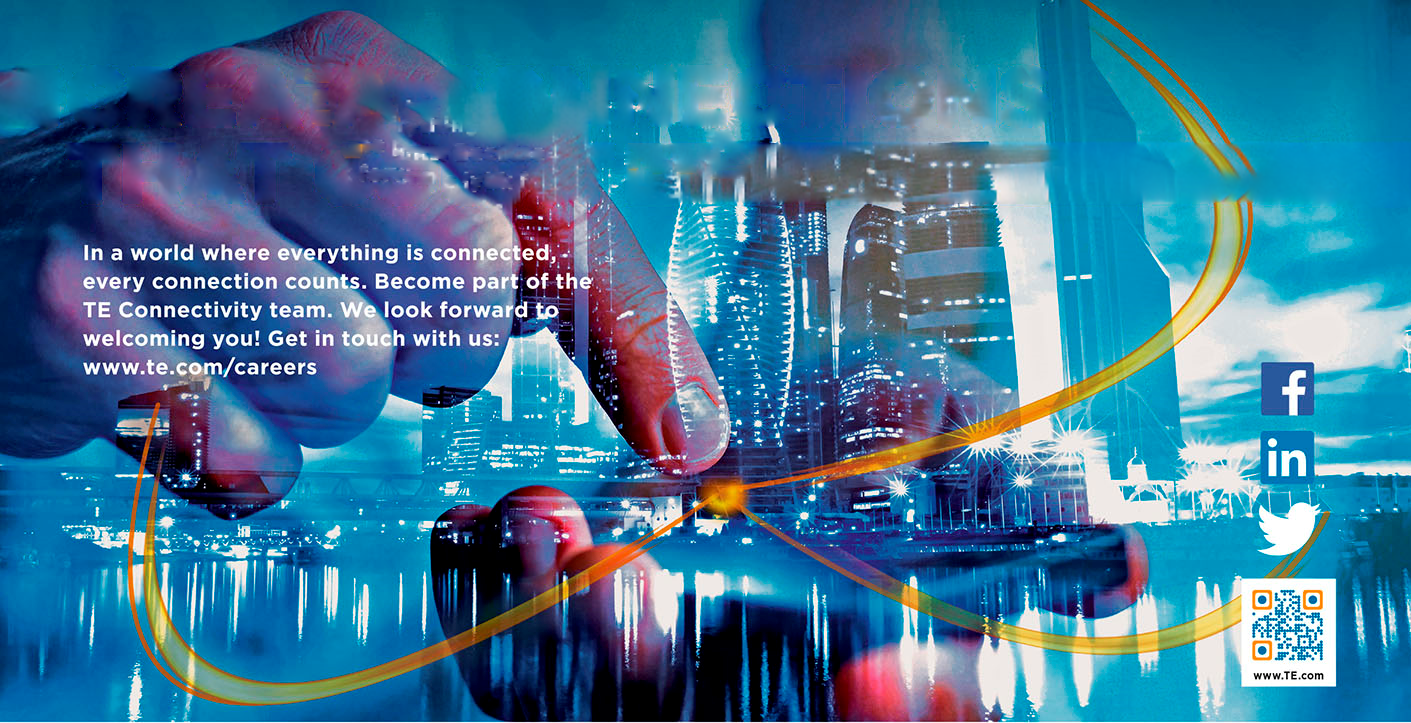 In a world where everything is connected,
every connection counts. Become part of the
TE Connectivity team. We look forward to
welcoming you! Get in touch with us:
www.te.com/careers
f
in
www.TE.com